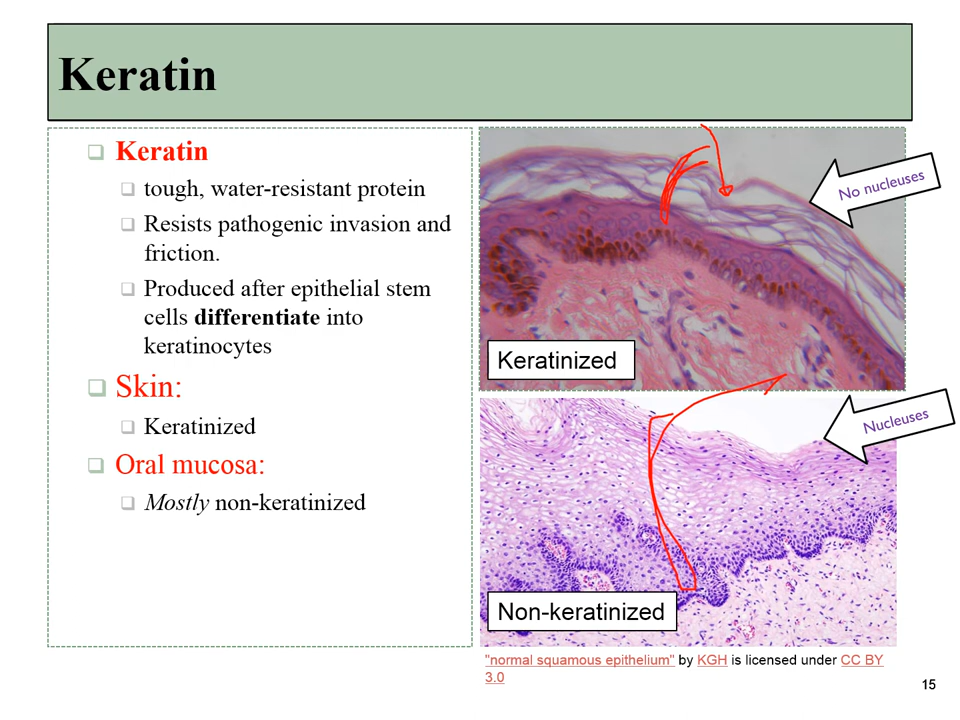 Keratin
Keratin
tough, water-resistant protein
Resists pathogenic invasion and
friction.
Produced after epithelial stem
cells differentiate into
keratinocytes
Skin:
Keratinized
Oral mucosa:
Mostly non-keratinized
No nucleuses
Keratinized
Nucleuses
Non-keratinized
"normal squamous epithelium" by KGH is licensed under CC BY
3.0
15